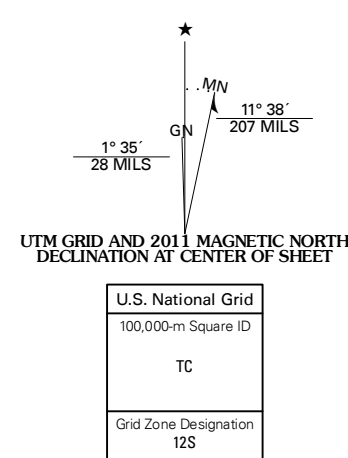 MN
11° 38´
207 MILS
GN
1° 35´
28 MILS
UTM GRID AND 2011 MAGNETIC NORTH
DECLINATION AT CENTER OF SHEET
U.S. National Grid
100,000-m Square ID
TC
Grid Zone Designation
12S